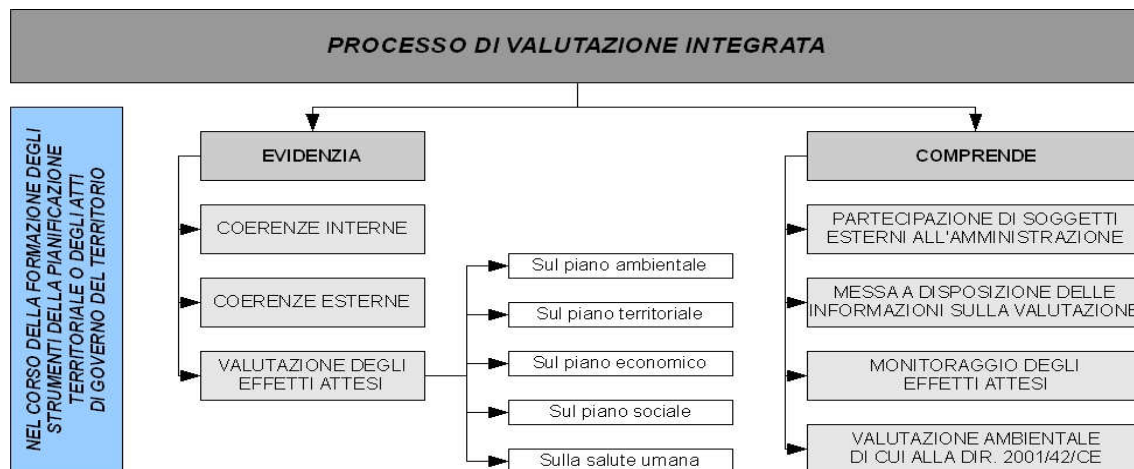 PROCESSO DI VALUTAZIONE INTEGRATA
NEL CORSO DELLA FORMAZIONE DEGLI
STRUMENTI DELLA PIANIFICAZIONE
TERRITORIALE O DEGLI ATTI
DI GOVERNO DEL TERRITORIO
EVIDENZIA
COERENZE INTERNE
COERENZE ESTERNE
VALUTAZIONE DEGLI
EFFETTI ATTESI
Sul piano ambientale
Sul piano territoriale
Sul piano economico
Sul piano sociale
Sulla salute umana
COMPRENDE
PARTECIPAZIONE DI SOGGETTI
ESTERNI ALL'AMMINISTRAZIONE
MESSA A DISPOSIZIONE DELLE
INFORMAZIONI SULLA VALUTAZIONE
MONITORAGGIO DEGLI
EFFETTI ATTESI
VALUTAZIONE AMBIENTALE
DI CUI ALLA DIR. 2001/42/CE